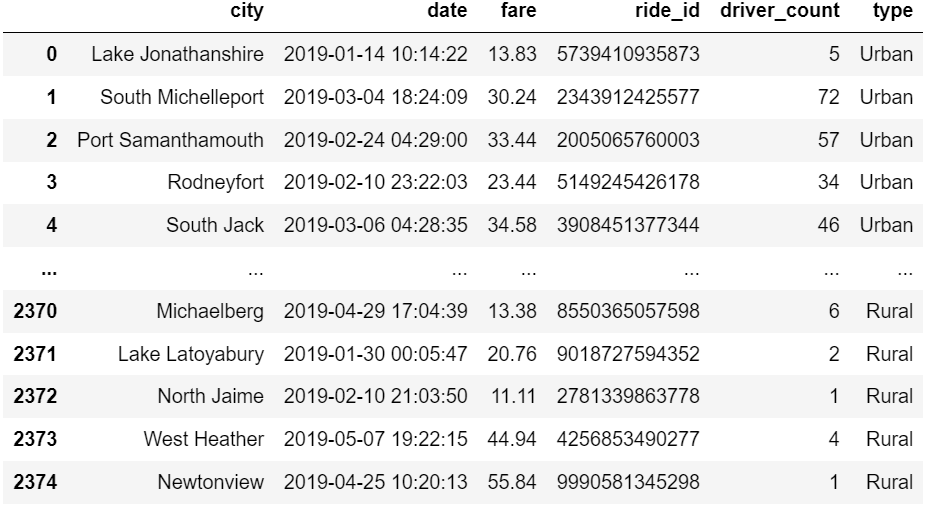 city date fare ride_id driver_count type
0 Lake Jonathanshire 2019-01-14 10:14:22 13.83 5739410935873 5 Urban
1 South Michelleport 2019-03-04 18:24:09 30.24 2343912425577 72 Urban
2 Port Samanthamouth 2019-02-24 04:29:00 33.44 2005065760003 57 Urban
3 Rodneyfort 2019-02-10 23:22:03 23.44 5149245426178 34 Urban
4 South Jack 2019-03-06 04:28:35 34.58 3908451377344 46 Urban
... ... ... ... ... ... ...
2370 Michaelberg 2019-04-29 17:04:39 13.38 8550365057598 6 Rural
2371 Lake Latoyabury 2019-01-30 00:05:47 20.76 9018727594352 2 Rural
2372 North Jaime 2019-02-10 21:03:50 11.11 2781339863778 1 Rural
2373 West Heather 2019-05-07 19:22:15 44.94 4256853490277 4 Rural
2374 Newtonview 2019-04-25 10:20:13 55.84 9990581345298 1 Rural